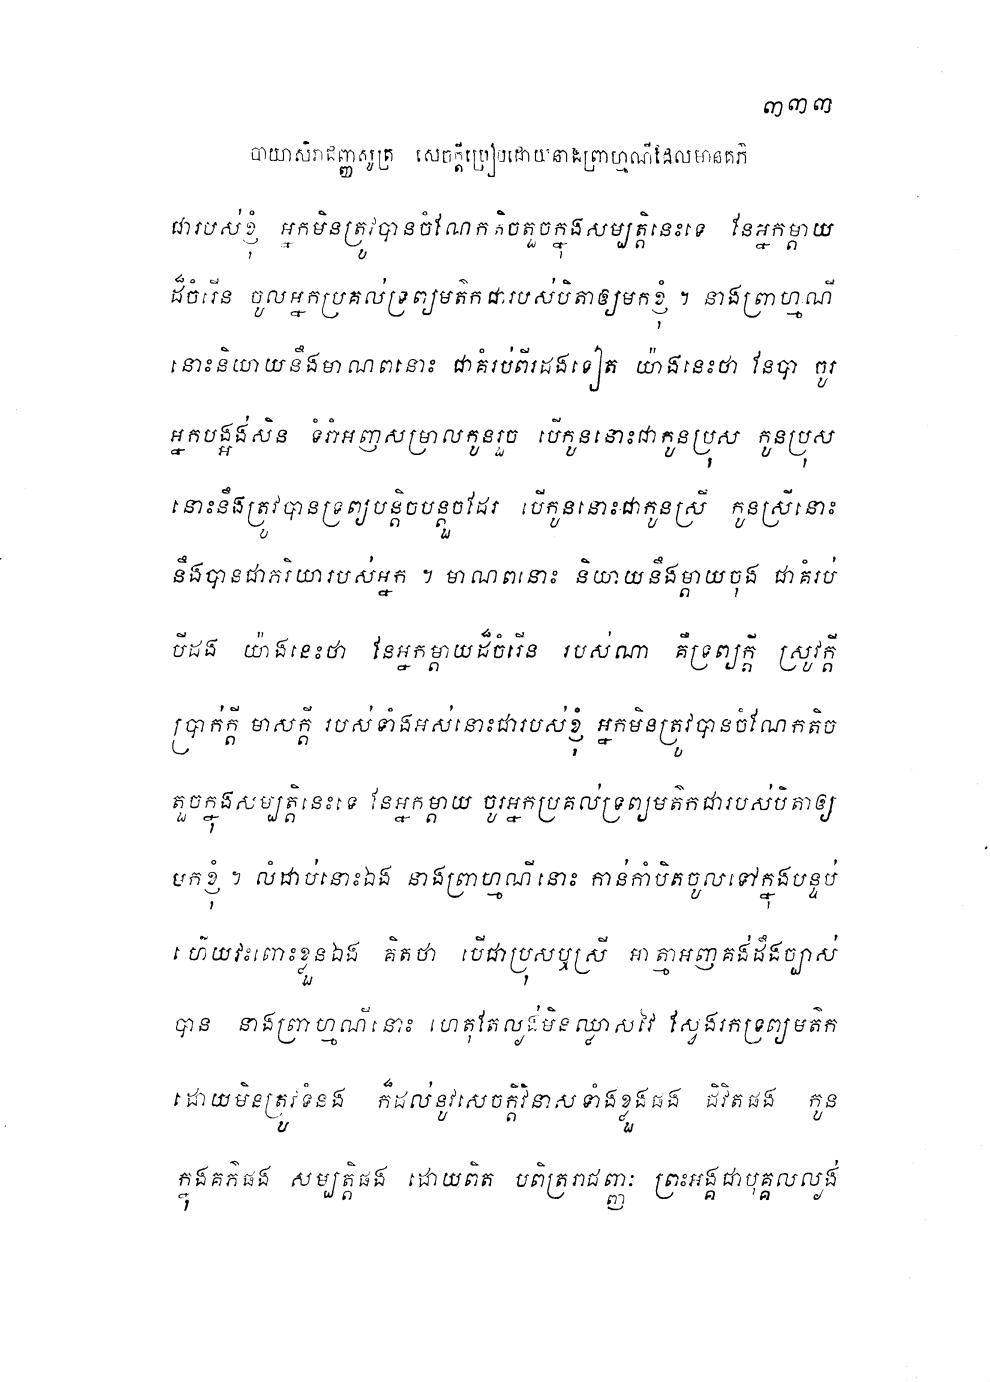 ៣៣៣
បាយាសិរាជញ្ញសូត្រ សេចក្តីប្រៀបដោយនាងព្រាហ្មណីដែលមានគភ៌
ជារបស់ខ្ញុំ អ្នកមិនត្រូវបានចំណែកតិចតួចក្នុងសម្បត្តិនេះទេ នែអ្នកម្តាយ
ដ៏ចំរើន ចូលអ្នកប្រគល់ទ្រព្យមត៌កជារបស់បិតាឲ្យមកខ្ញុំ ។ នាងព្រាហ្មណី
នោះនិយាយនឹងមាណពនោះ ជាគំរប់ពីរដងទៀត យ៉ាងនេះថា នែបា ចូរ
អ្នកបង្អង់សិន ទំរាំអញសម្រាលកូនរួច បើកូននោះជាកូនប្រុស កូនប្រុស
នោះនឹងត្រូវបានទ្រព្យបន្តិចបន្តួចដែរ បើកូននោះជាកូនស្រី កូនស្រីនោះ
នឹងបានជាភរិយារបស់អ្នក ។ មាណពនោះ និយាយនឹងម្តាយចុង ជាគំរប់
បីដង យ៉ាងនេះថា នែអ្នកម្តាយដ៏ចំរើន របស់ណា គឺទ្រព្យក្តី ស្រូវក្តី
ប្រាក់ក្តី មាសក្តី របស់ទាំងអស់នោះជារបស់ខ្ញុំ អ្នកមិនត្រូវបានចំណែកតិច
តួចក្នុងសម្បត្តិនេះទេ នែអ្នកម្តាយ ចូរអ្នកប្រគល់ទ្រព្យមត៌កជារបស់បិតាឲ្យ
មកខ្ញុំ ។ លំដាប់នោះឯង នាងព្រាហ្មណីនោះ កាន់កាំបិតចូលទៅក្នុងបន្ទប់
ហើយវះពោះខ្លួនឯង គិតថា បើជាប្រុសឬស្រី អាត្មាអញគង់ដឹងច្បាស់
បាន នាងព្រាហ្មណីនោះ ហេតុតែល្ងង់មិនឈ្លាសវៃ ស្វែងរកទ្រព្យមត៌ក
ដោយមិនត្រូវទំនង ក៏ដល់នូវសេចក្តីវិនាសទាំងខ្លួងផង ជិវិតផង កូន
ក្នុងគភ៌ផង សម្បត្តិផង ដោយពិត បពិត្ររាជញ្ញៈ ព្រះអង្គជាបុគ្គលល្ងង់